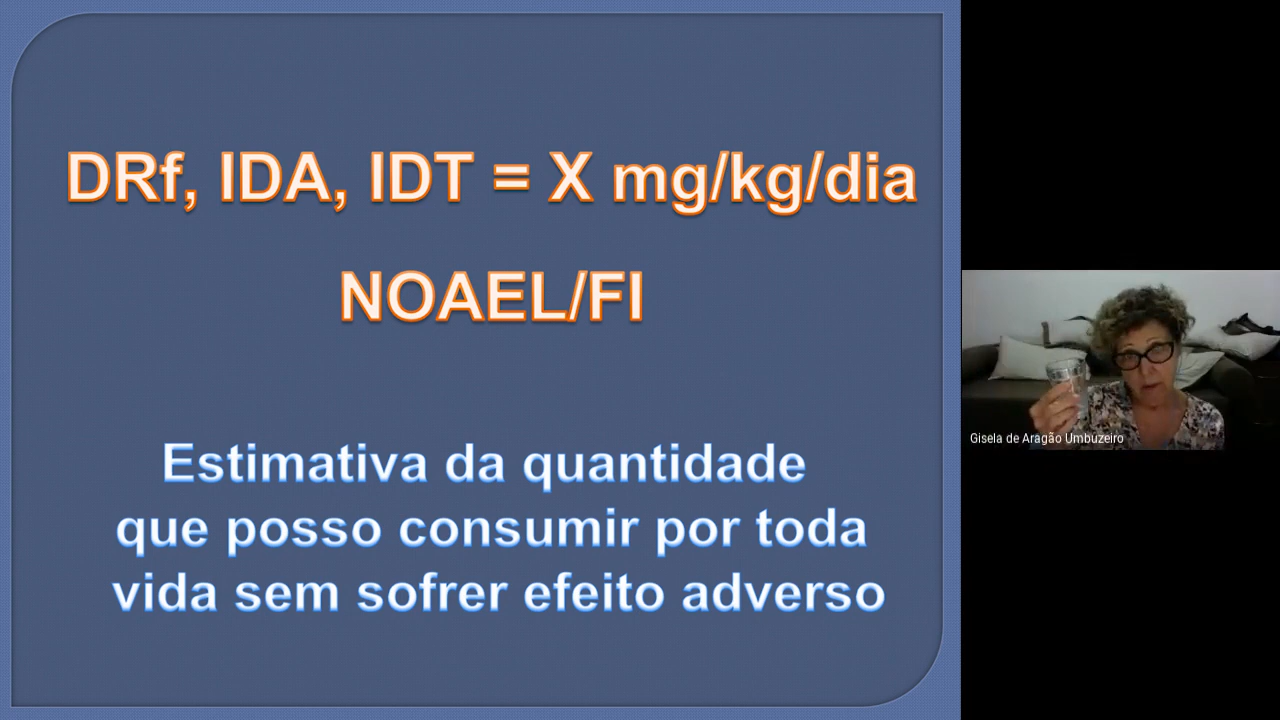 DRf, IDA, IDT = X mg/kg/dia
NOAEL/FI
Estimativa da quantidade
que posso consumir por toda
vida sem sofrer efeito adverso
Gisela de Aragão Umbuzeiro